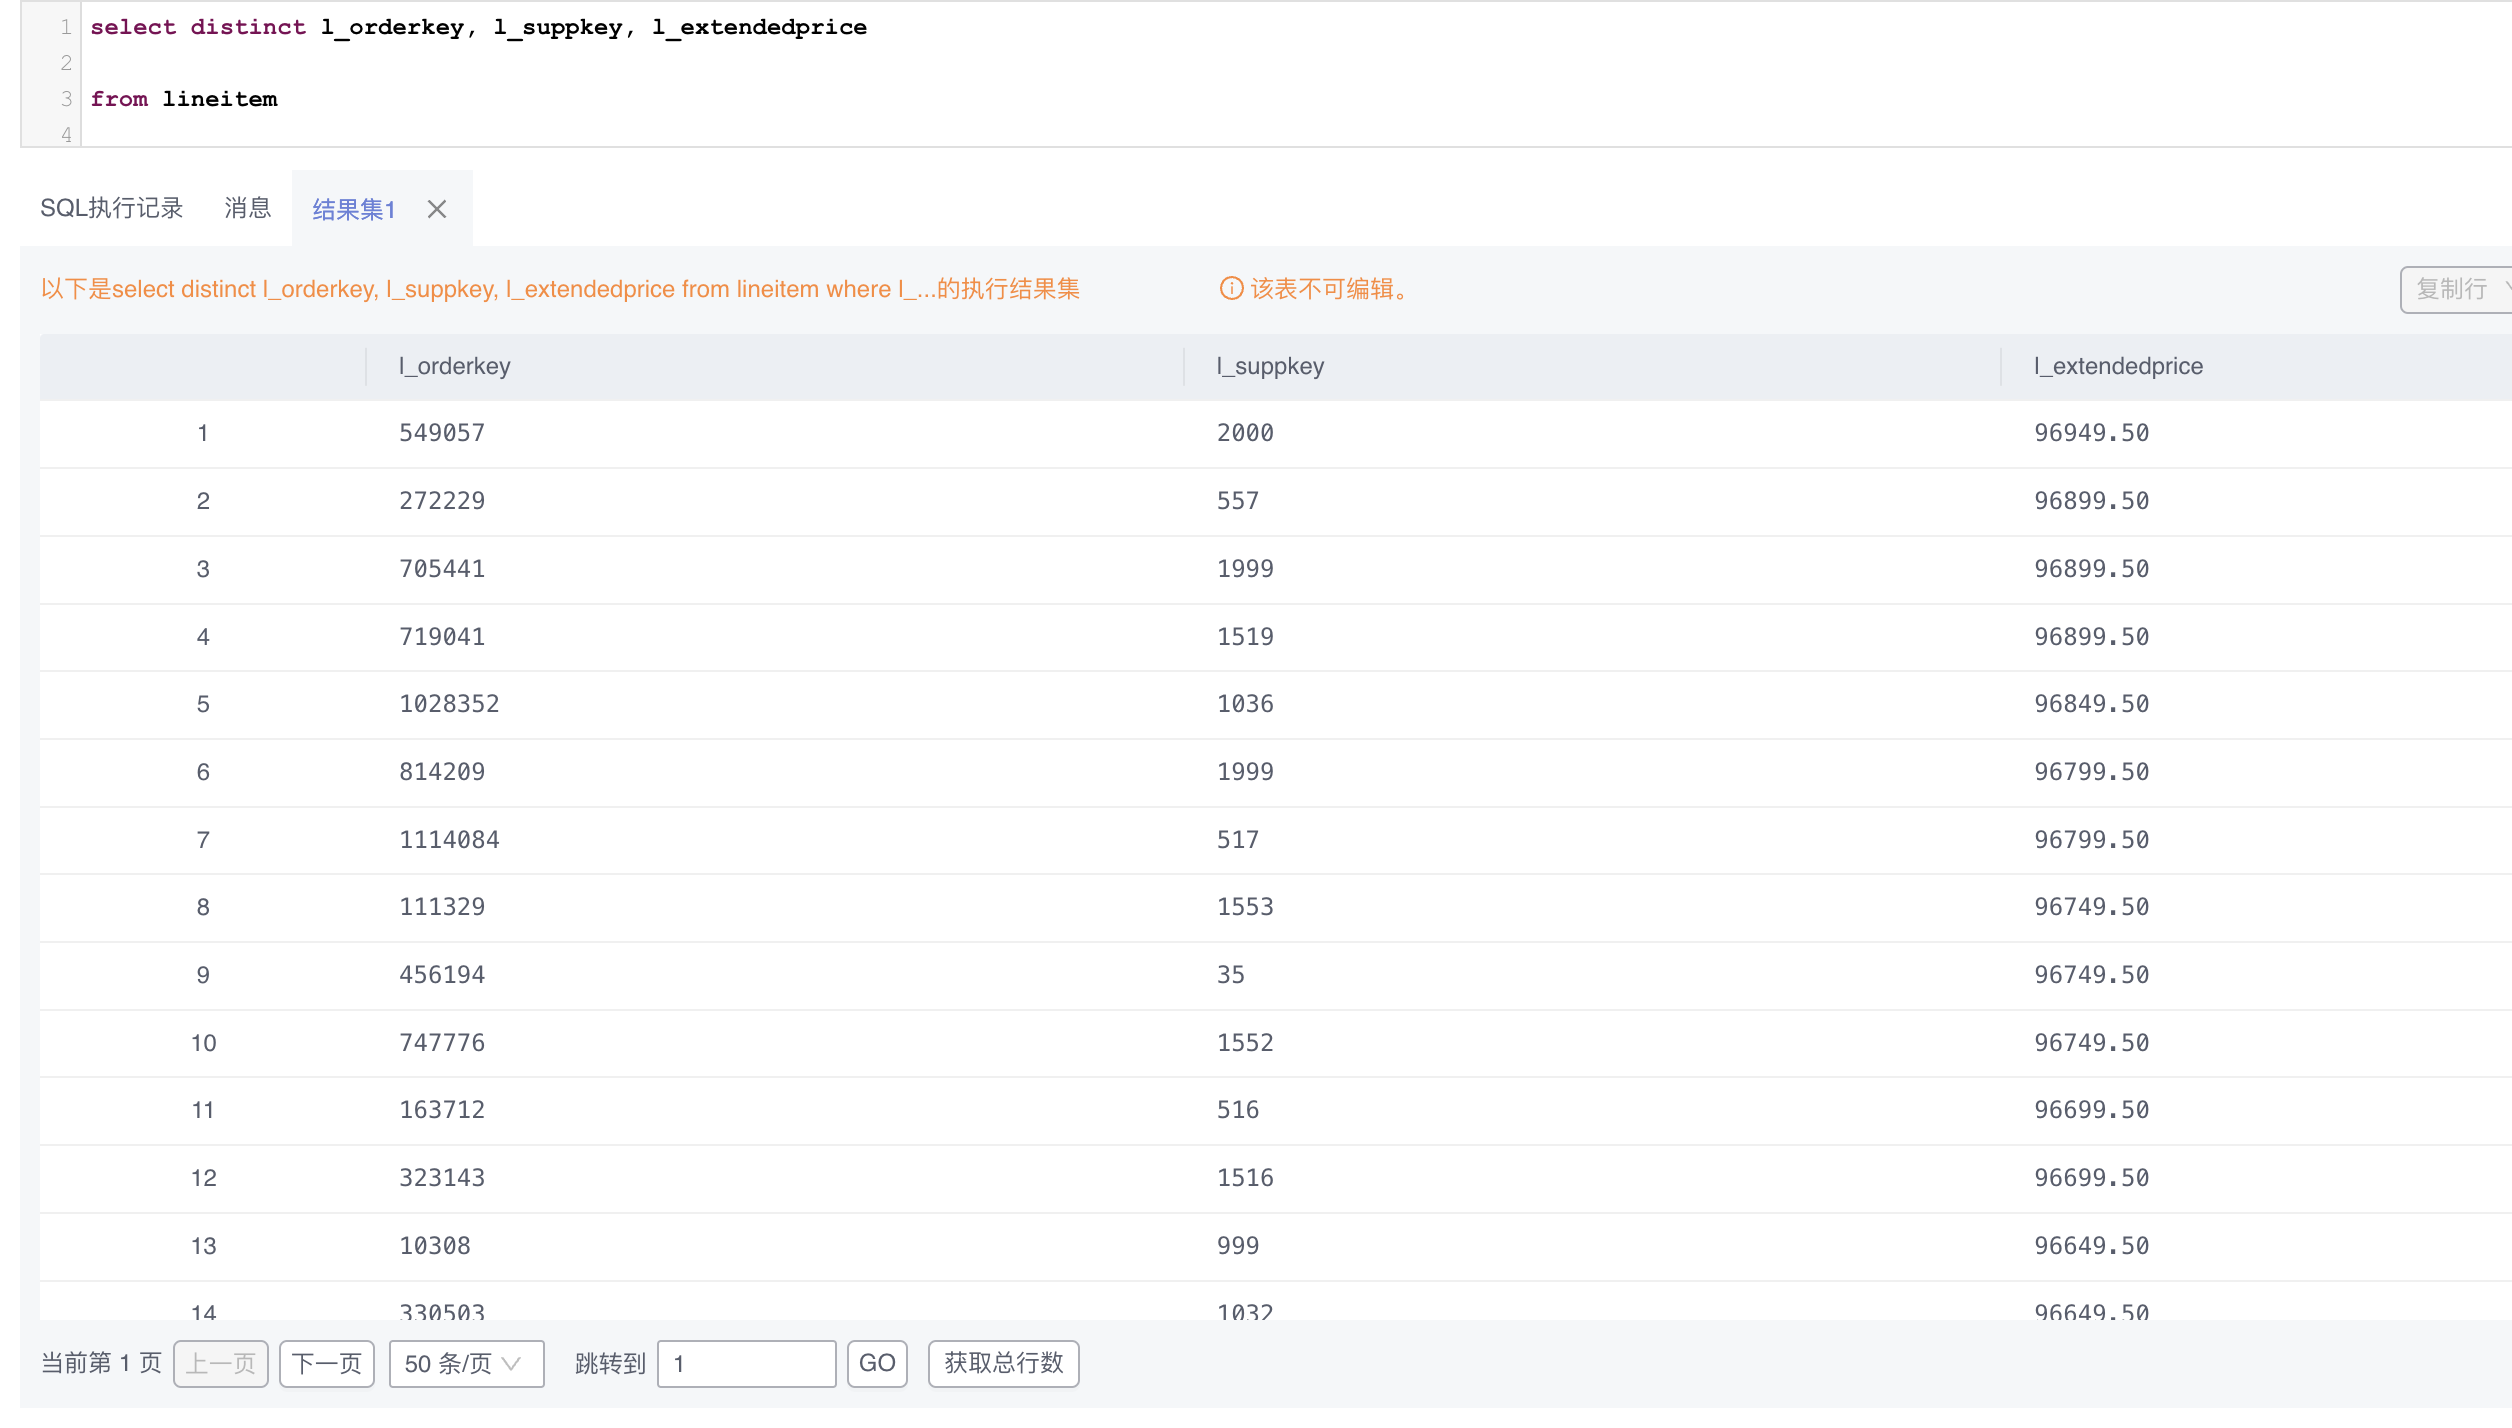 1 select distinct l_orderkey, l_suppkey, l_extendedprice
2
3 from lineitem
4
SQL执行记录 消息 结果集1
以下是select distinct l_orderkey, l_suppkey, l_extendedprice from lineitem where l_...的执行结果集 该表不可编辑。 复制行
l_orderkey l_suppkey l_extendedprice
1 549057 2000 96949.50
2 272229 557 96899.50
3 705441 1999 96899.50
4 719041 1519 96899.50
5 1028352 1036 96849.50
6 814209 1999 96799.50
7 1114084 517 96799.50
8 111329 1553 96749.50
9 456194 35 96749.50
10 747776 1552 96749.50
11 163712 516 96699.50
12 323143 1516 96699.50
13 10308 999 96649.50
14 330503 1032 96649.50
当前第 1 页 上一页 下一页 50 条/页 跳转到 1 GO 获取总行数